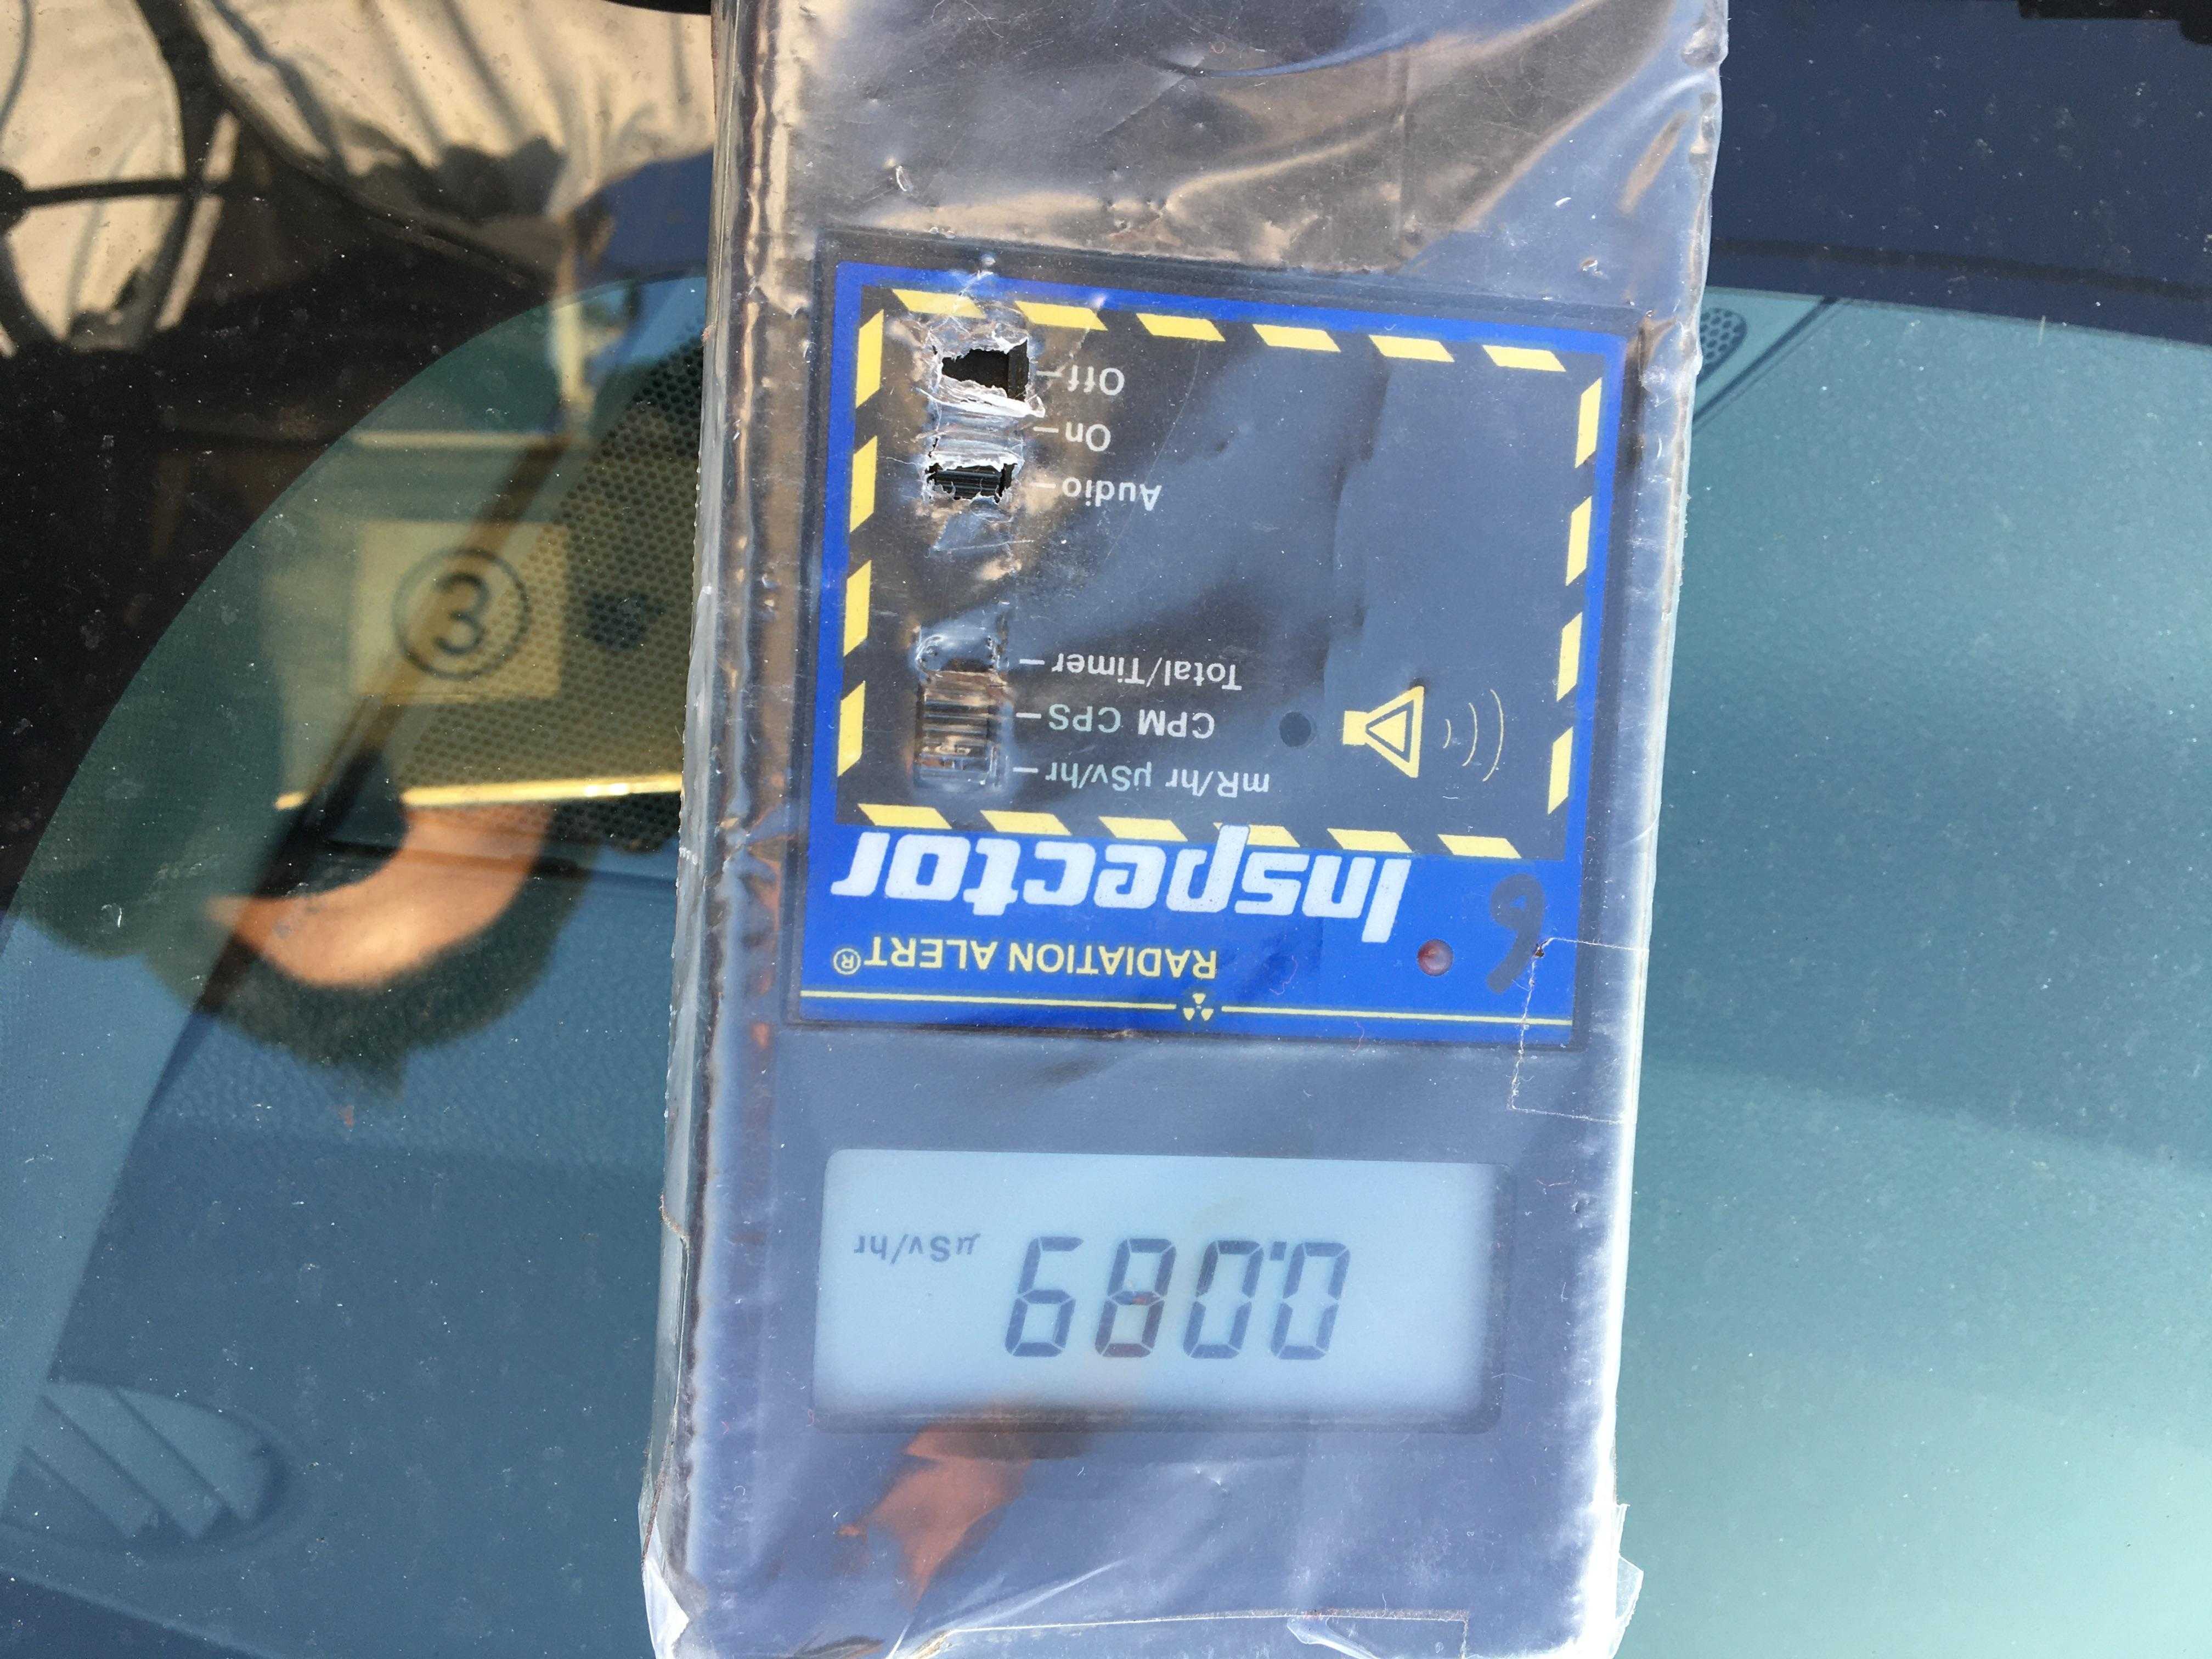 0.089 µSv/hr
RADIATION ALERT®
6 Inspector
mR/hr µSv/hr
CPM CPS
Total/Timer
Audio
On
Off
3